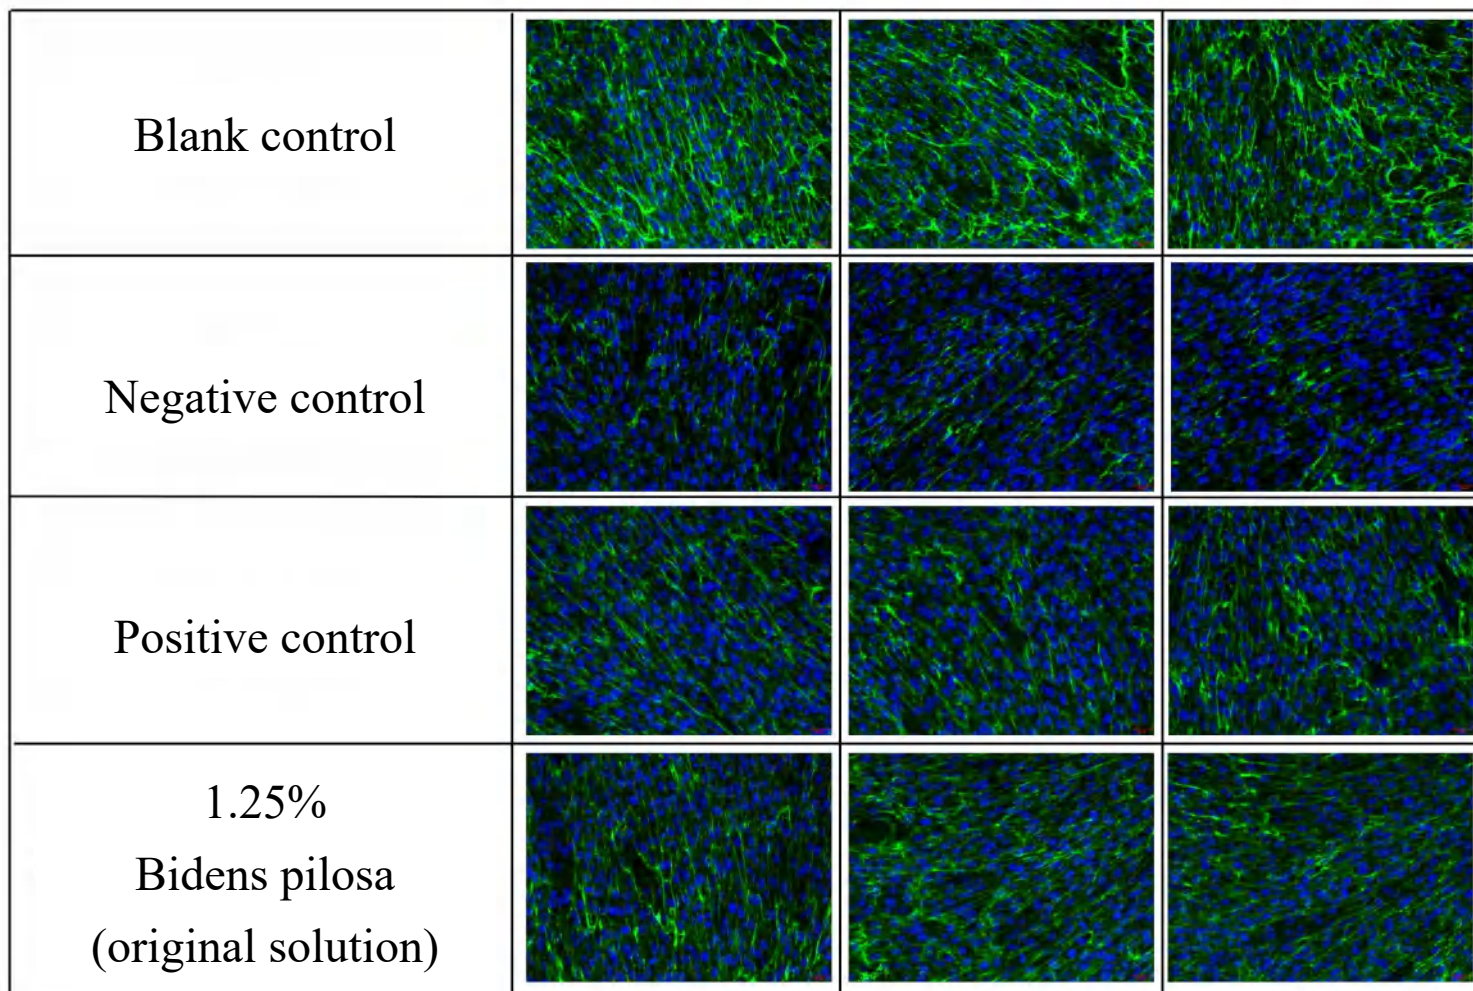 Blank control
Negative control
Positive control
1.25%
Bidens pilosa
(original solution)